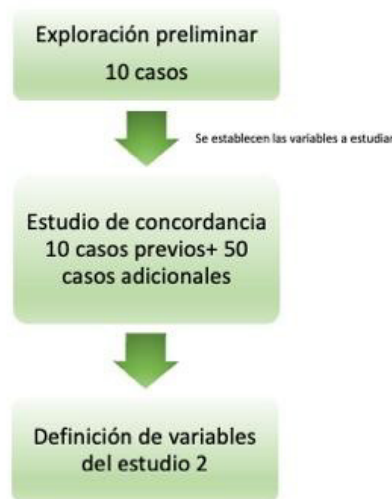 Exploración preliminar
10 casos
Se establecen las variables a estudiar
Estudio de concordancia
10 casos previos+ 50
casos adicionales
Definición de variables
del estudio 2